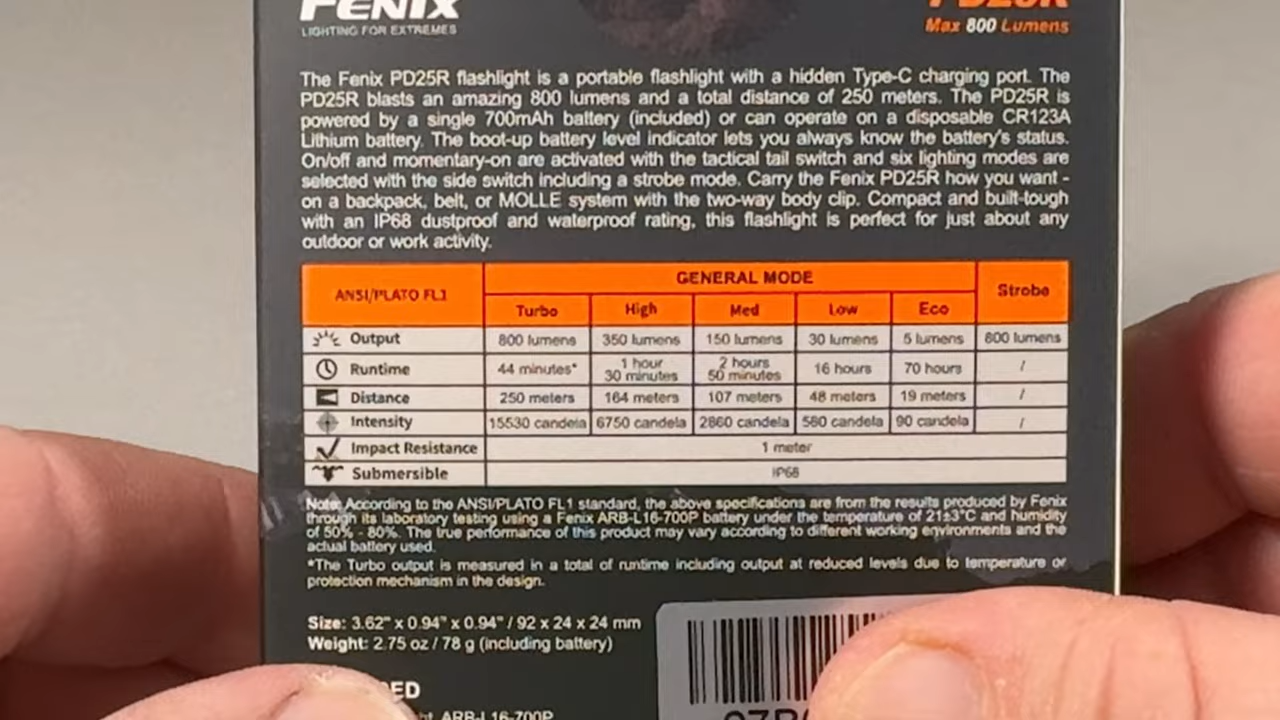 FENIX
LIGHTING FOR EXTREMES
PD25R
Max 800 Lumens
The Fenix PD25R flashlight is a portable flashlight with a hidden Type-C charging port. The
PD25R blasts an amazing 800 lumens and a total distance of 250 meters. The PD25R is
powered by a single 700mAh battery (included) or can operate on a disposable CR123A
Lithium battery. The boot-up battery level indicator lets you always know the battery's status.
On/off and momentary-on are activated with the tactical tail switch and six lighting modes are
selected with the side switch including a strobe mode. Carry the Fenix PD25R how you want -
on a backpack, belt, or MOLLE system with the two-way body clip. Compact and built-tough
with an IP68 dustproof and waterproof rating, this flashlight is perfect for just about any
outdoor or work activity.
ANSI/PLATO FL1 GENERAL MODE Strobe
Turbo High Med Low Eco
Output 800 lumens 350 lumens 150 lumens 30 lumens 5 lumens 800 lumens
Runtime 44 minutes* 1 hour 30 minutes 2 hours 50 minutes 16 hours 70 hours /
Distance 250 meters 164 meters 107 meters 48 meters 19 meters /
Intensity 15530 candela 6750 candela 2860 candela 560 candela 90 candela /
Impact Resistance 1 meter
Submersible IP68
Note: According to the ANSI/PLATO FL1 standard, the above specifications are from the results produced by Fenix
through its laboratory testing using a Fenix ARB-L16-700P battery under the temperature of 21±3°C and humidity
of 50% - 80%. The true performance of this product may vary according to different working environments and the
actual battery used.
*The Turbo output is measured in a total of runtime including output at reduced levels due to temperature or
protection mechanism in the design.
Size: 3.62" x 0.94" x 0.94" / 92 x 24 x 24 mm
Weight: 2.75 oz / 78 g (including battery)
ARB-L16-700P